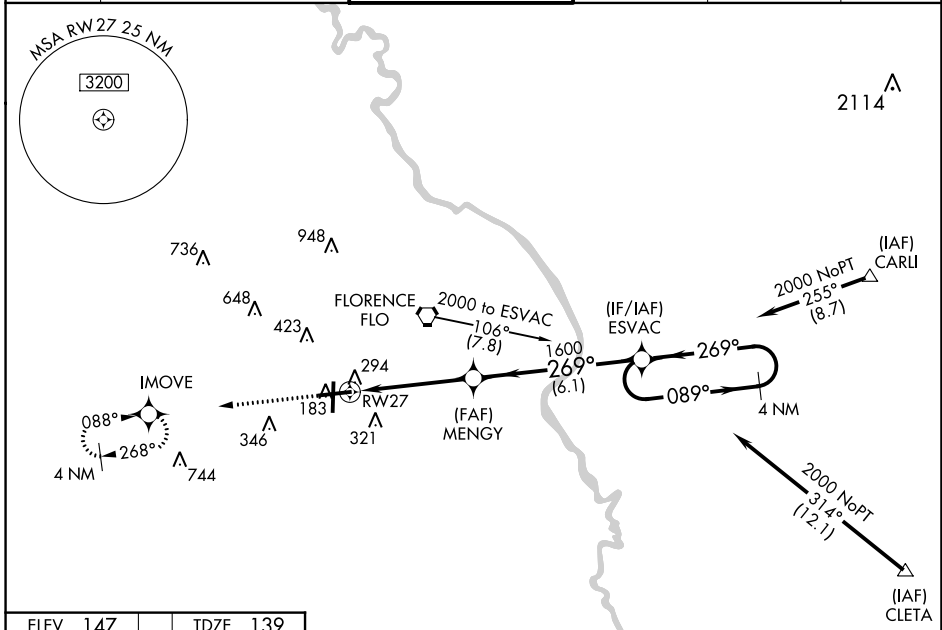 MSA RW27 25 NM
3200
2114
736
948
648
423
FLORENCE
FLO
2000 to ESVAC
106°
(7.8)
(IF/IAF)
ESVAC
2000 NoPT
255°
(8.7)
(IAF)
CARLI
1600
269°
(6.1)
269°
089°
4 NM
294
RW27
183
321
346
(FAF)
MENGY
IMOVE
088°
268°
4 NM
744
2000 NoPT
314°
(12.1)
(IAF)
CLETA
ELEV 147
TDZE 139